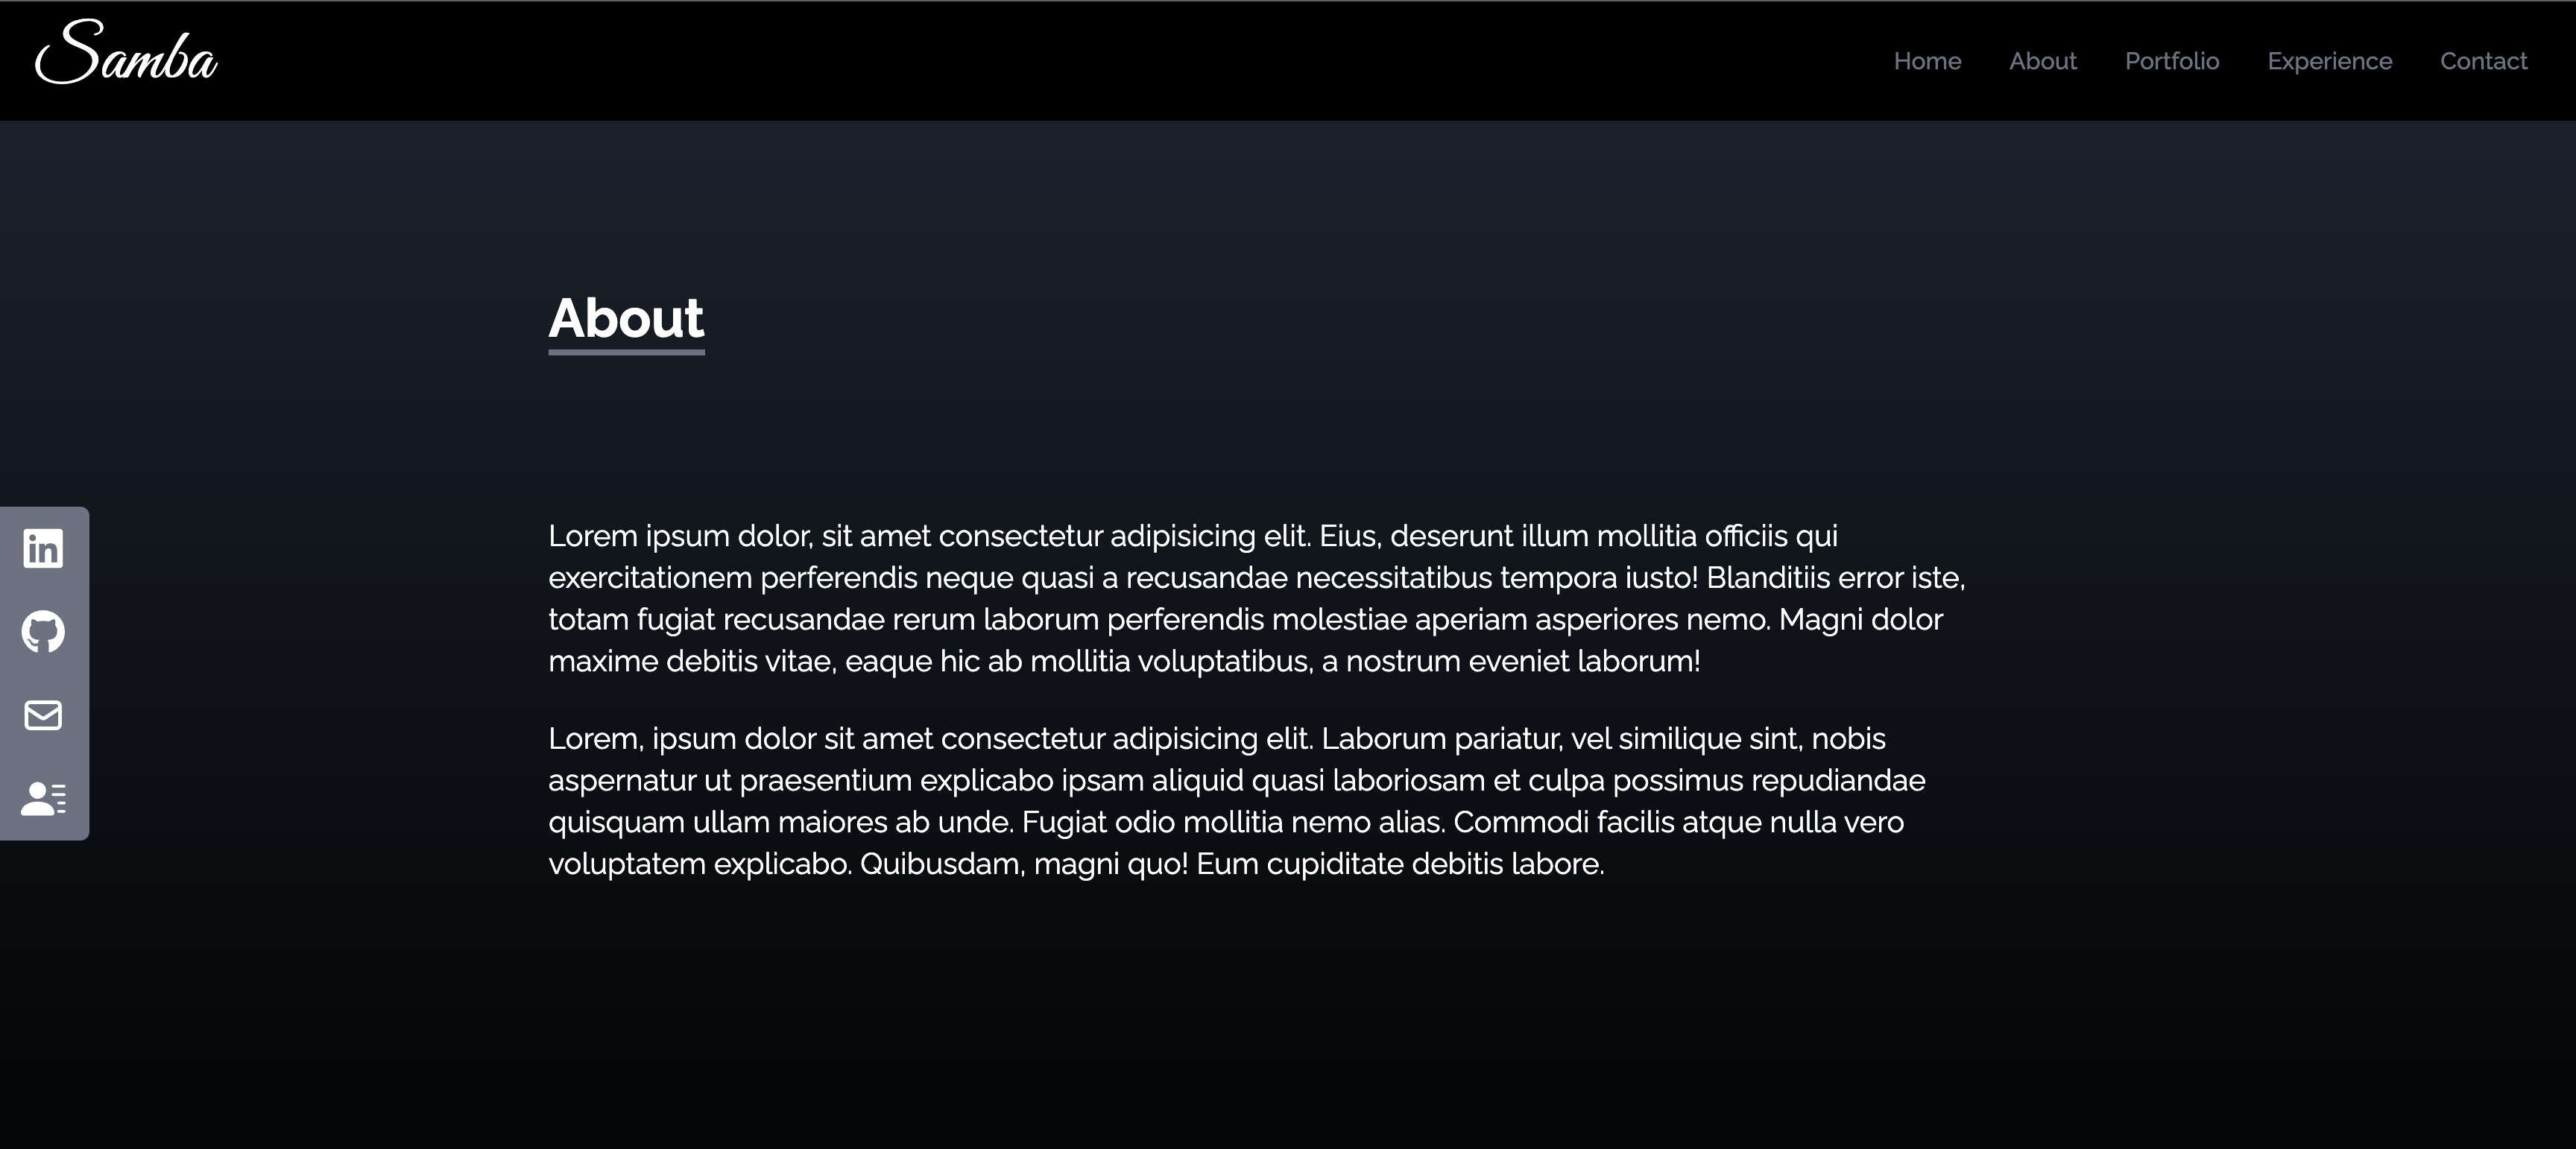 Samba
Home About Portfolio Experience Contact
About
Lorem ipsum dolor, sit amet consectetur adipisicing elit. Eius, deserunt illum mollitia officiis qui
exercitationem perferendis neque quasi a recusandae necessitatibus tempora iusto! Blanditiis error iste,
totam fugiat recusandae rerum laborum perferendis molestiae aperiam asperiores nemo. Magni dolor
maxime debitis vitae, eaque hic ab mollitia voluptatibus, a nostrum eveniet laborum!
Lorem, ipsum dolor sit amet consectetur adipisicing elit. Laborum pariatur, vel similique sint, nobis
aspernatur ut praesentium explicabo ipsam aliquid quasi laboriosam et culpa possimus repudiandae
quisquam ullam maiores ab unde. Fugiat odio mollitia nemo alias. Commodi facilis atque nulla vero
voluptatem explicabo. Quibusdam, magni quo! Eum cupiditate debitis labore.
in